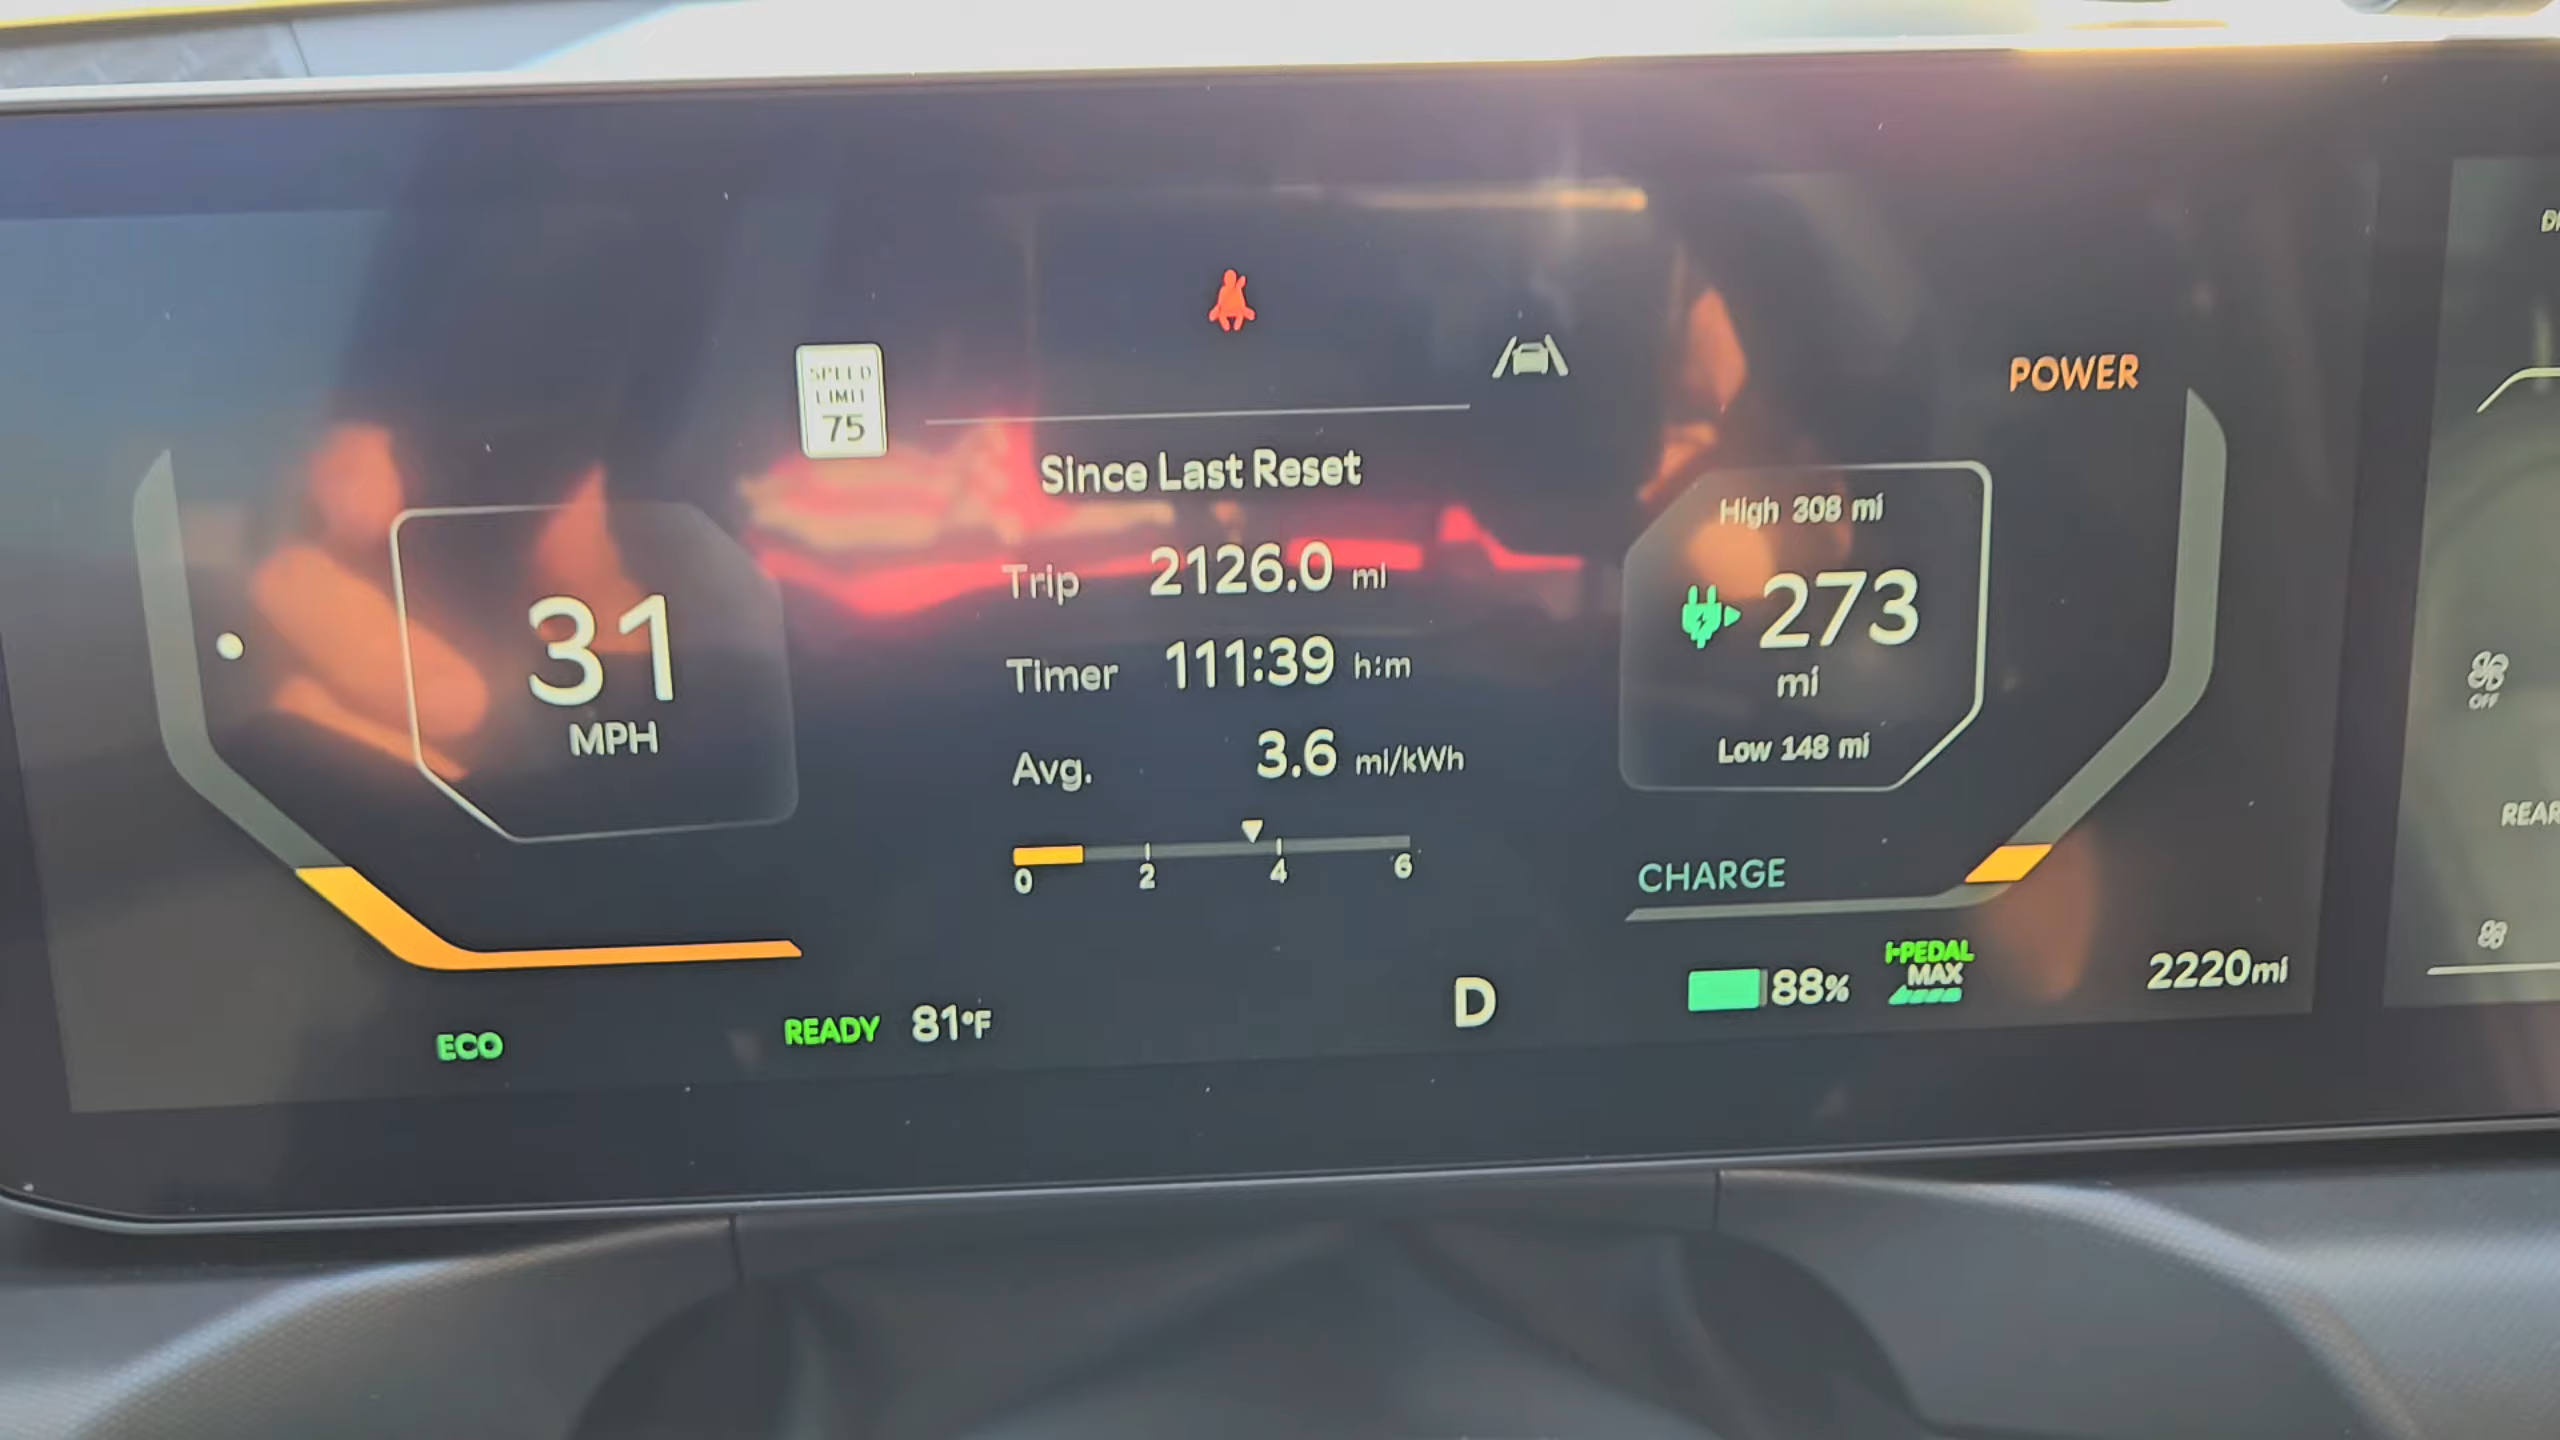 SPEED
LIMIT
75
31
MPH
Since Last Reset
Trip 2126.0 mi
Timer 111:39 h:m
Avg. 3.6 mi/kWh
0 2 4 6
POWER
High 308 mi
273
mi
Low 148 mi
CHARGE
ECO
READY 81°F
D
88%
i-PEDAL
MAX
2220mi
OFF